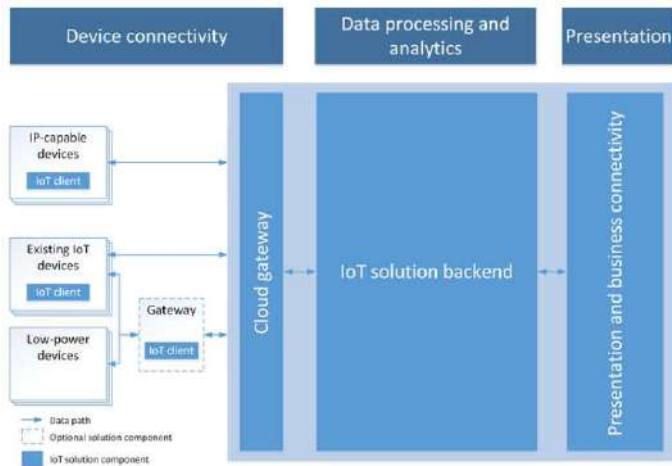 Device connectivity
Data processing and
analytics
Presentation
IP-capable
devices
IoT client
Existing IoT
devices
IoT client
Low-power
devices
Gateway
IoT client
Cloud gateway
IoT solution backend
Presentation and business connectivity
Data path
Optional solution component
IoT solution component